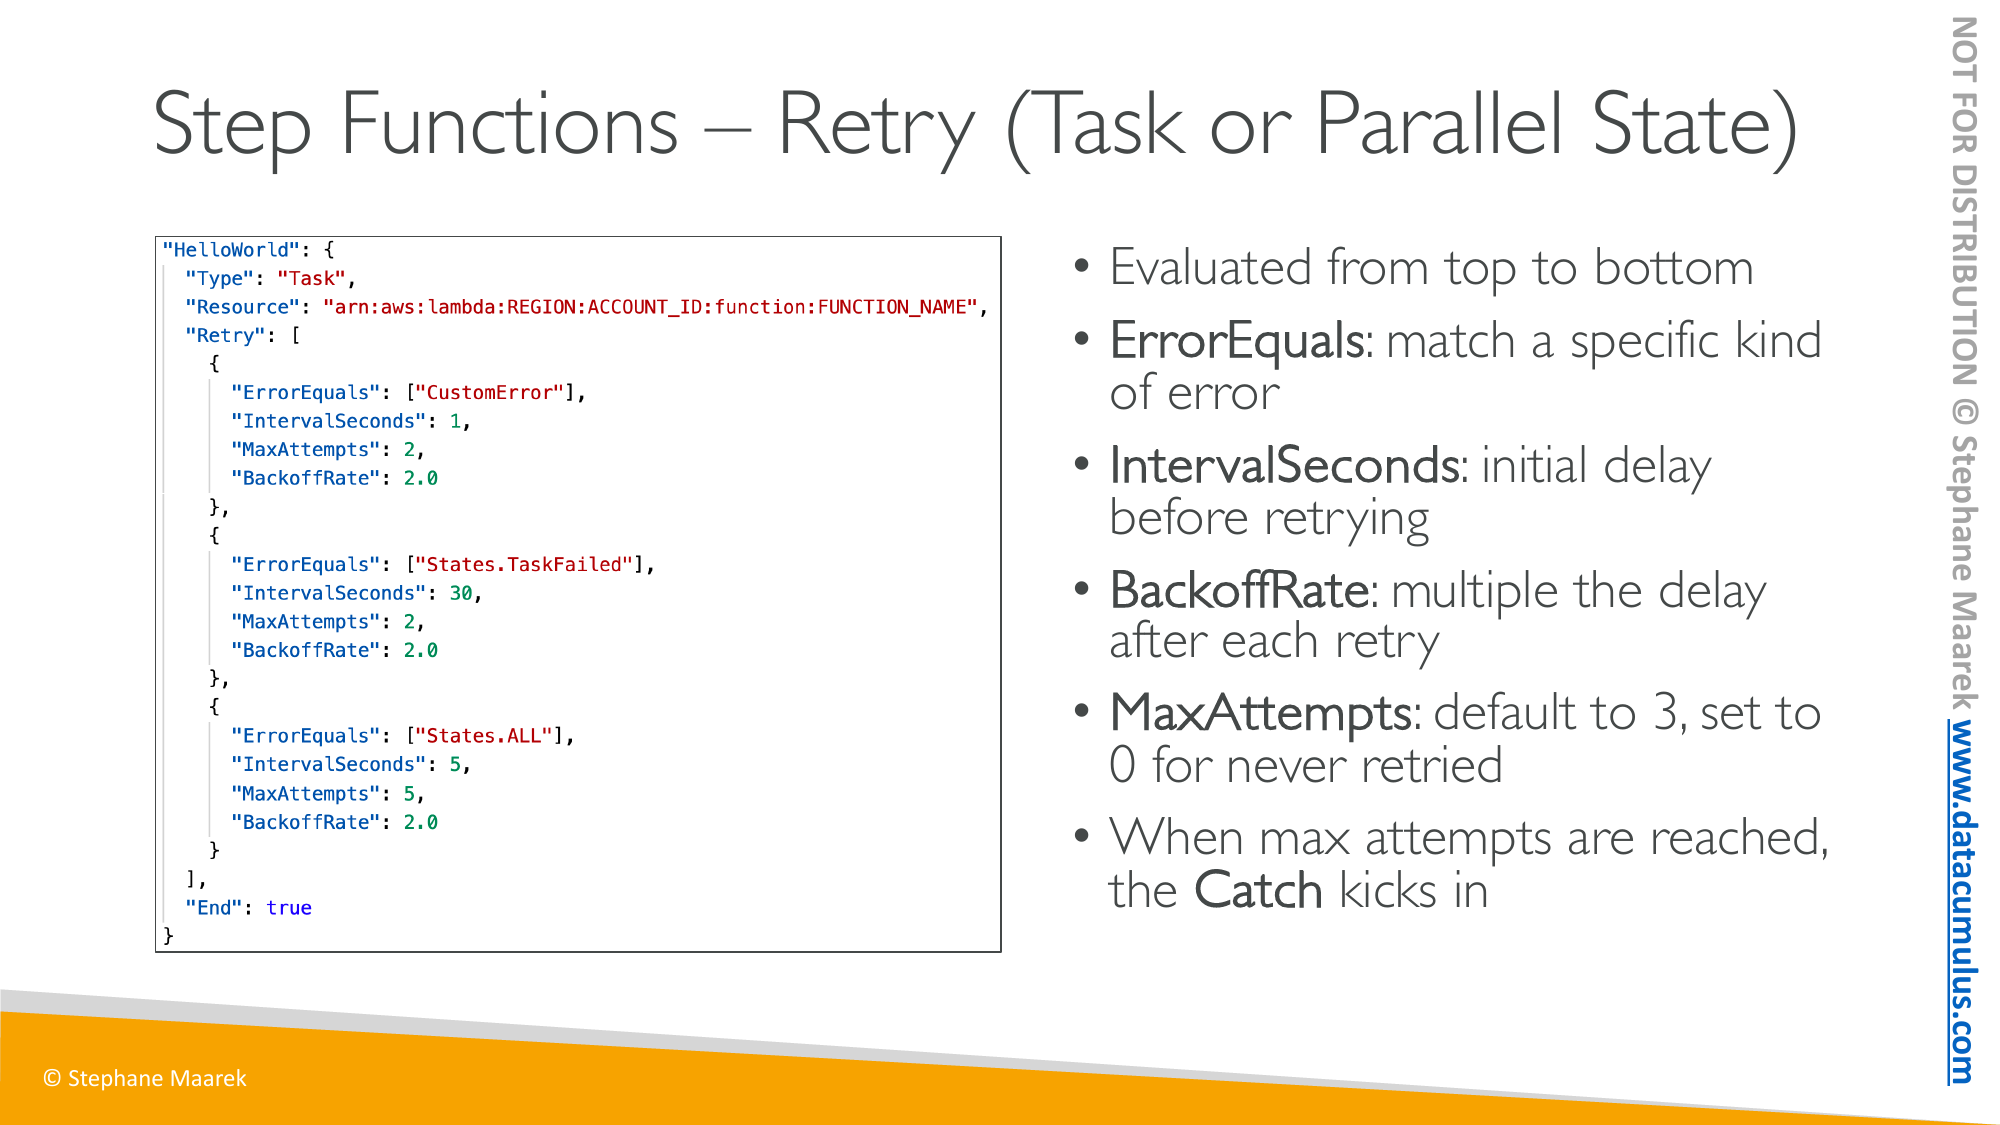 Step Functions – Retry (Task or Parallel State)
"HelloWorld": {
"Type": "Task",
"Resource": "arn:aws:lambda:REGION:ACCOUNT_ID:function:FUNCTION_NAME",
"Retry": [
{
"ErrorEquals": ["CustomError"],
"IntervalSeconds": 1,
"MaxAttempts": 2,
"BackoffRate": 2.0
},
{
"ErrorEquals": ["States.TaskFailed"],
"IntervalSeconds": 30,
"MaxAttempts": 2,
"BackoffRate": 2.0
},
{
"ErrorEquals": ["States.ALL"],
"IntervalSeconds": 5,
"MaxAttempts": 5,
"BackoffRate": 2.0
}
],
"End": true
}
• Evaluated from top to bottom
• ErrorEquals: match a specific kind
of error
• IntervalSeconds: initial delay
before retrying
• BackoffRate: multiple the delay
after each retry
• MaxAttempts: default to 3, set to
0 for never retried
• When max attempts are reached,
the Catch kicks in
NOT FOR DISTRIBUTION © Stephane Maarek www.datacumulus.com
© Stephane Maarek